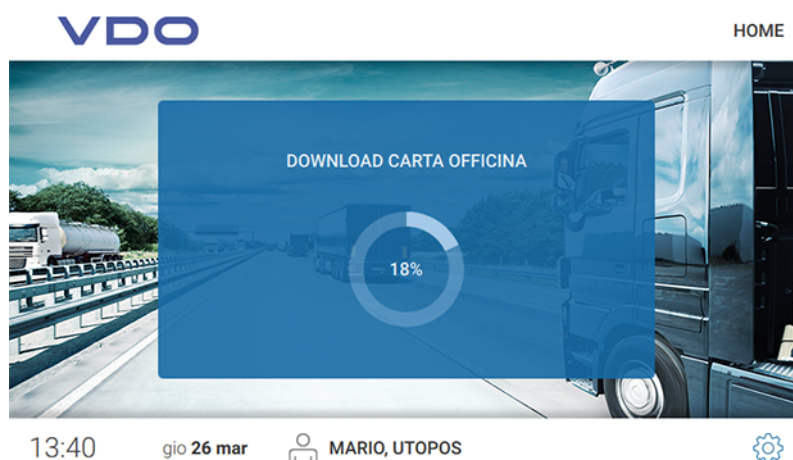 VDO
HOME
DOWNLOAD CARTA OFFICINA
18%
13:40 gio 26 mar MARIO, UTOPOS